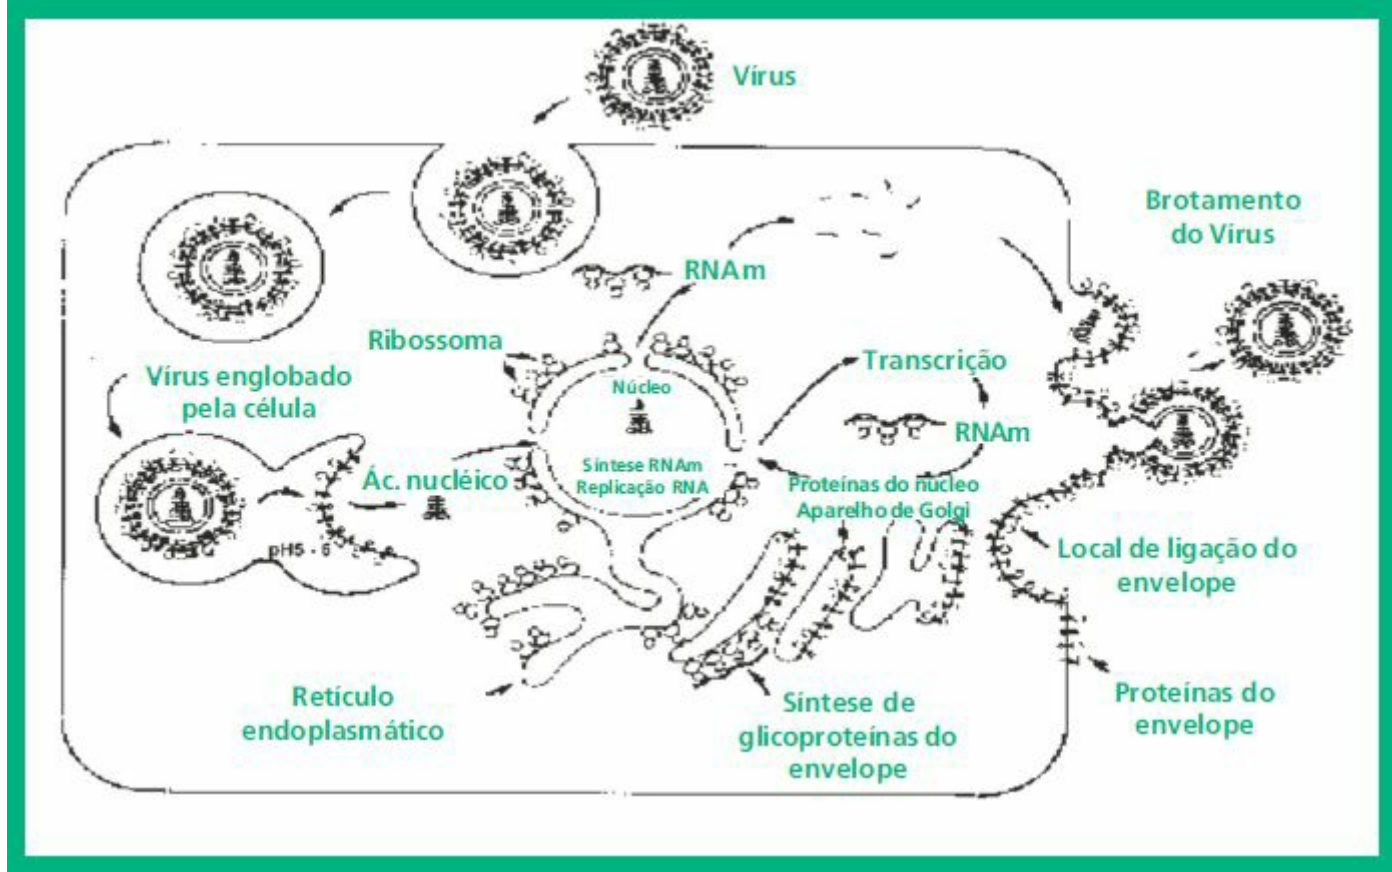 Vírus
Brotamento
do Vírus
RNAm
Ribossoma
Transcrição
Vírus englobado
pela célula
Núcleo
RNAm
Síntese RNAm
Replicação RNA
Ác. nucléico
Proteínas do núcleo
Aparelho de Golgi
pH5 - 6
Local de ligação do
envelope
Retículo
endoplasmático
Síntese de
glicoproteínas do
envelope
Proteínas do
envelope